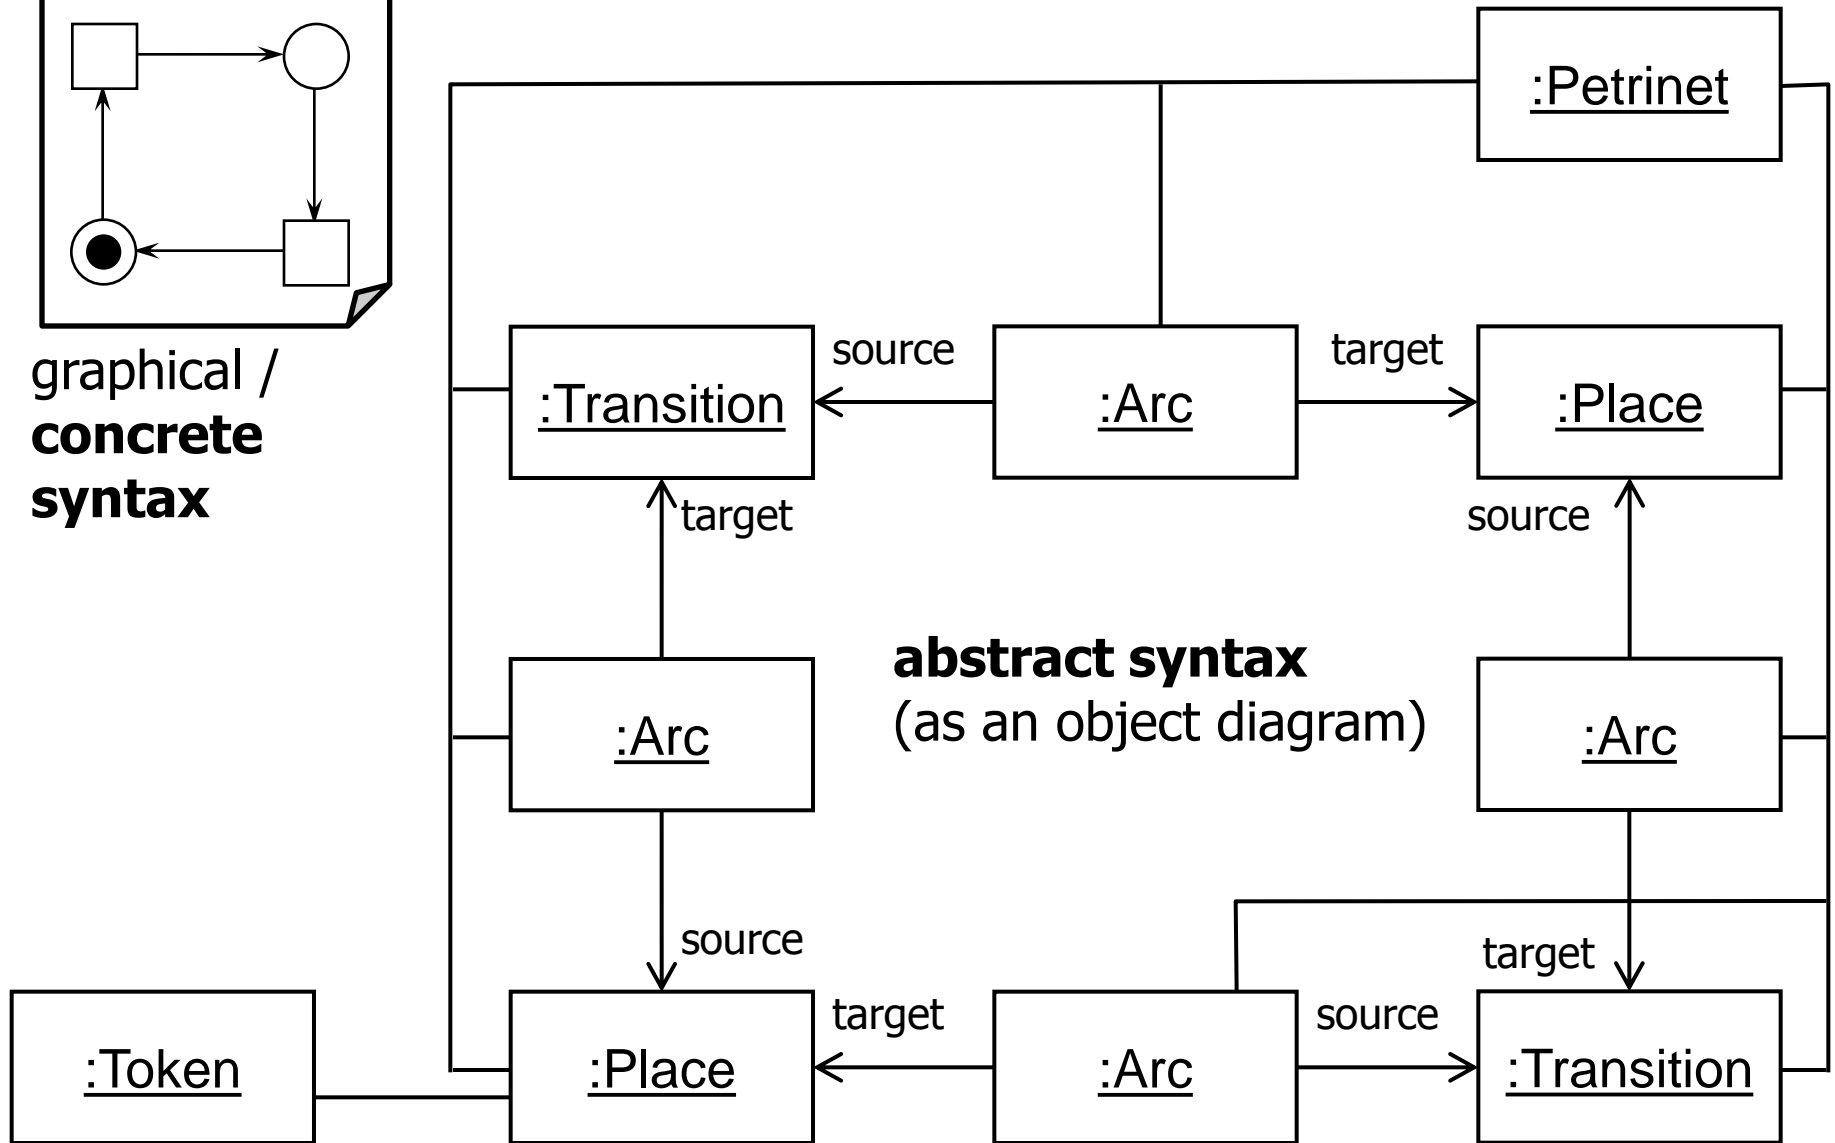 :Petrinet
graphical /
concrete
syntax
source
target
:Transition
:Arc
:Place
target
source
abstract syntax
(as an object diagram)
:Arc
:Arc
source
target
target
source
:Token
:Place
:Arc
:Transition